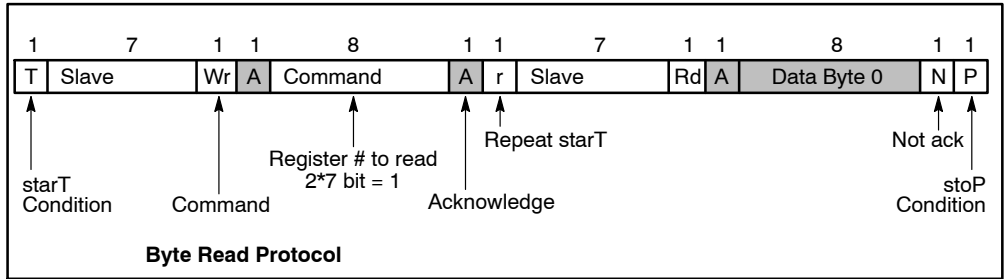 1 7 1 1 8 1 1 7 1 1 8 1 1
T Slave Wr A Command A r Slave Rd A Data Byte 0 N P
Repeat starT
Not ack
Register # to read
2*7 bit = 1
starT
Condition
Command
Acknowledge
stoP
Condition
Byte Read Protocol